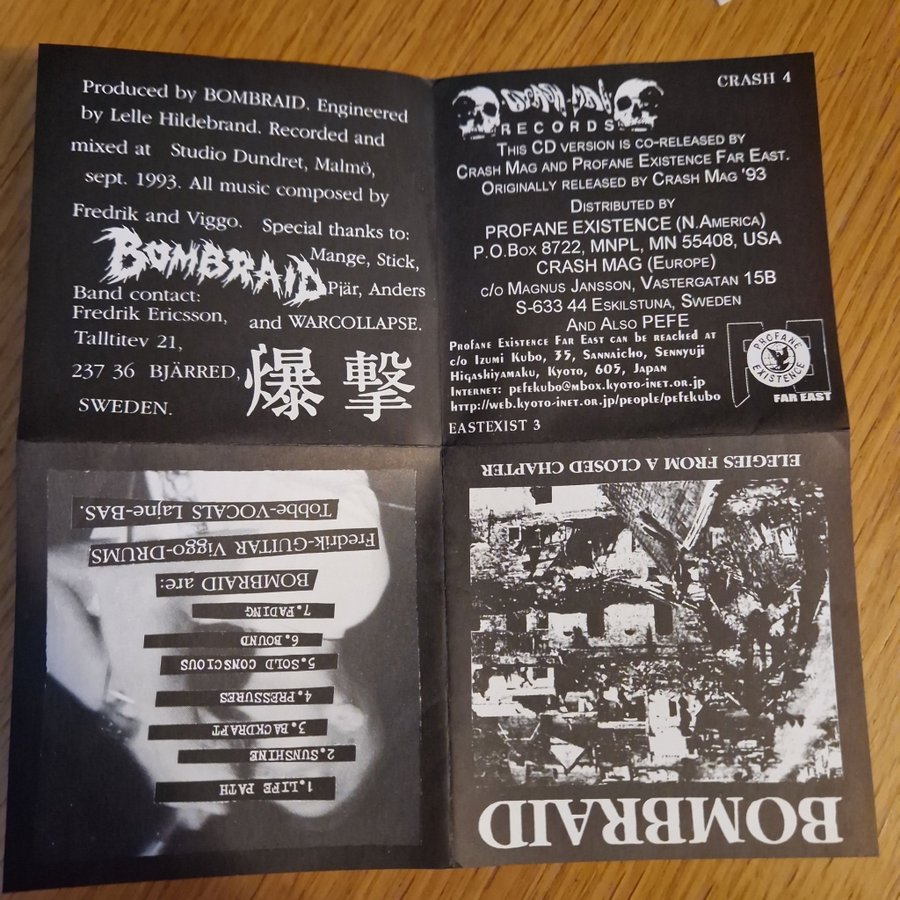 Produced by BOMBRAID. Engineered
by Lelle Hildebrand. Recorded and
mixed at Studio Dundret, Malmö,
sept. 1993. All music composed by
Fredrik and Viggo. Special thanks to:
BOMBRAID
Mange, Stick,
Pjär, Anders
and WARCOLLAPSE.
Band contact:
Fredrik Ericsson,
Talltitev 21,
237 36 BJÄRRED,
SWEDEN.
爆撃
CRASH 4
CRASH MAG
RECORDS
THIS CD VERSION IS CO-RELEASED BY
CRASH MAG AND PROFANE EXISTENCE FAR EAST.
ORIGINALLY RELEASED BY CRASH MAG '93
DISTRIBUTED BY
PROFANE EXISTENCE (N.AMERICA)
P.O.BOX 8722, MNPL, MN 55408, USA
CRASH MAG (EUROPE)
C/O MAGNUS JANSSON, VASTERGATAN 15B
S-633 44 ESKILSTUNA, SWEDEN
AND ALSO PEFE
PROFANE EXISTENCE FAR EAST CAN BE REACHED AT
C/O IZUMI KUBO, 35, SANNAICHO, SENNYUJI
HIGASHIYAMAKU, KYOTO, 605, JAPAN
INTERNET: PEFEKUBO@MBOX.KYOTO-INET.OR.JP
HTTP://WEB.KYOTO-INET.OR.JP/PEOPLE/PEFEKUBO
EASTEXIST 3
PROFANE
EXISTENCE
FAR EAST
BOMBRAID
ELEGIES FROM A CLOSED CHAPTER
1.LIFE PATH
2.SUNSHINE
3.BACKDRAFT
4.PRESSURES
5.SOLD CONSCIOUS
6.BOUND
7.FADING
BOMBRAID are:
Fredrik-GUITAR Viggo-DRUMS
Tobbe-VOCALS Lajne-BAS.